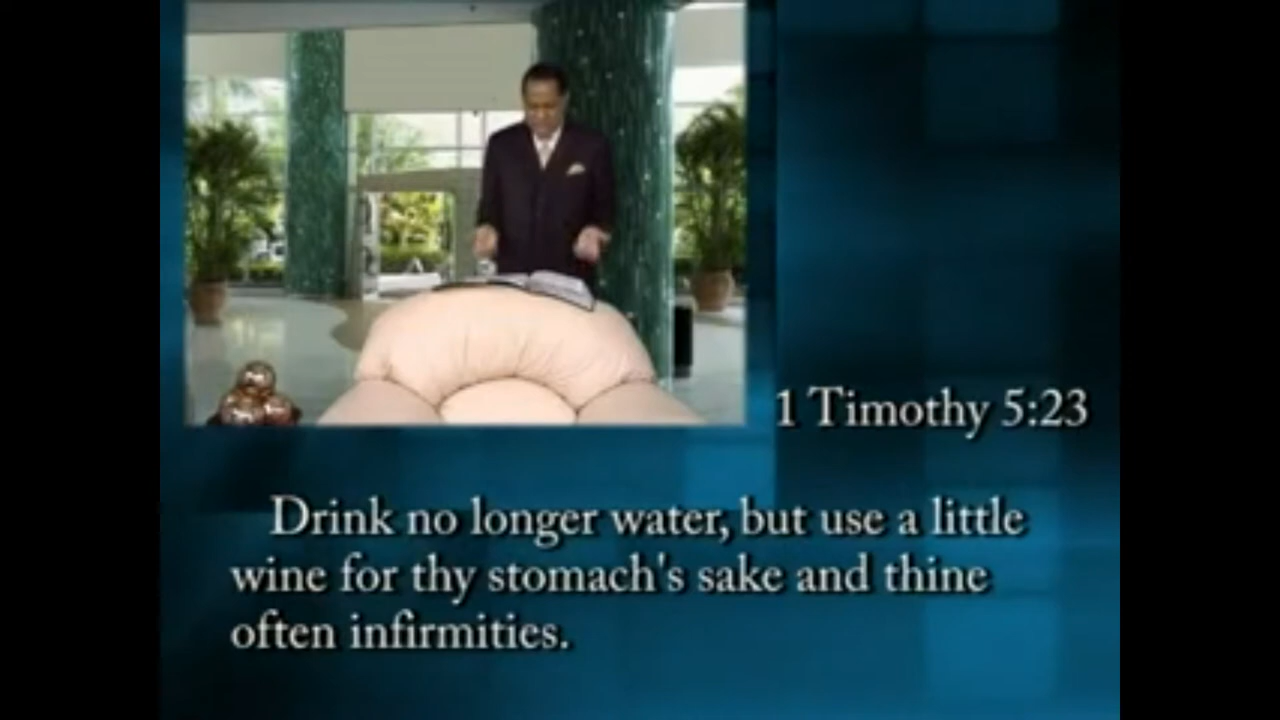 1 Timothy 5:23
Drink no longer water, but use a little
wine for thy stomach's sake and thine
often infirmities.